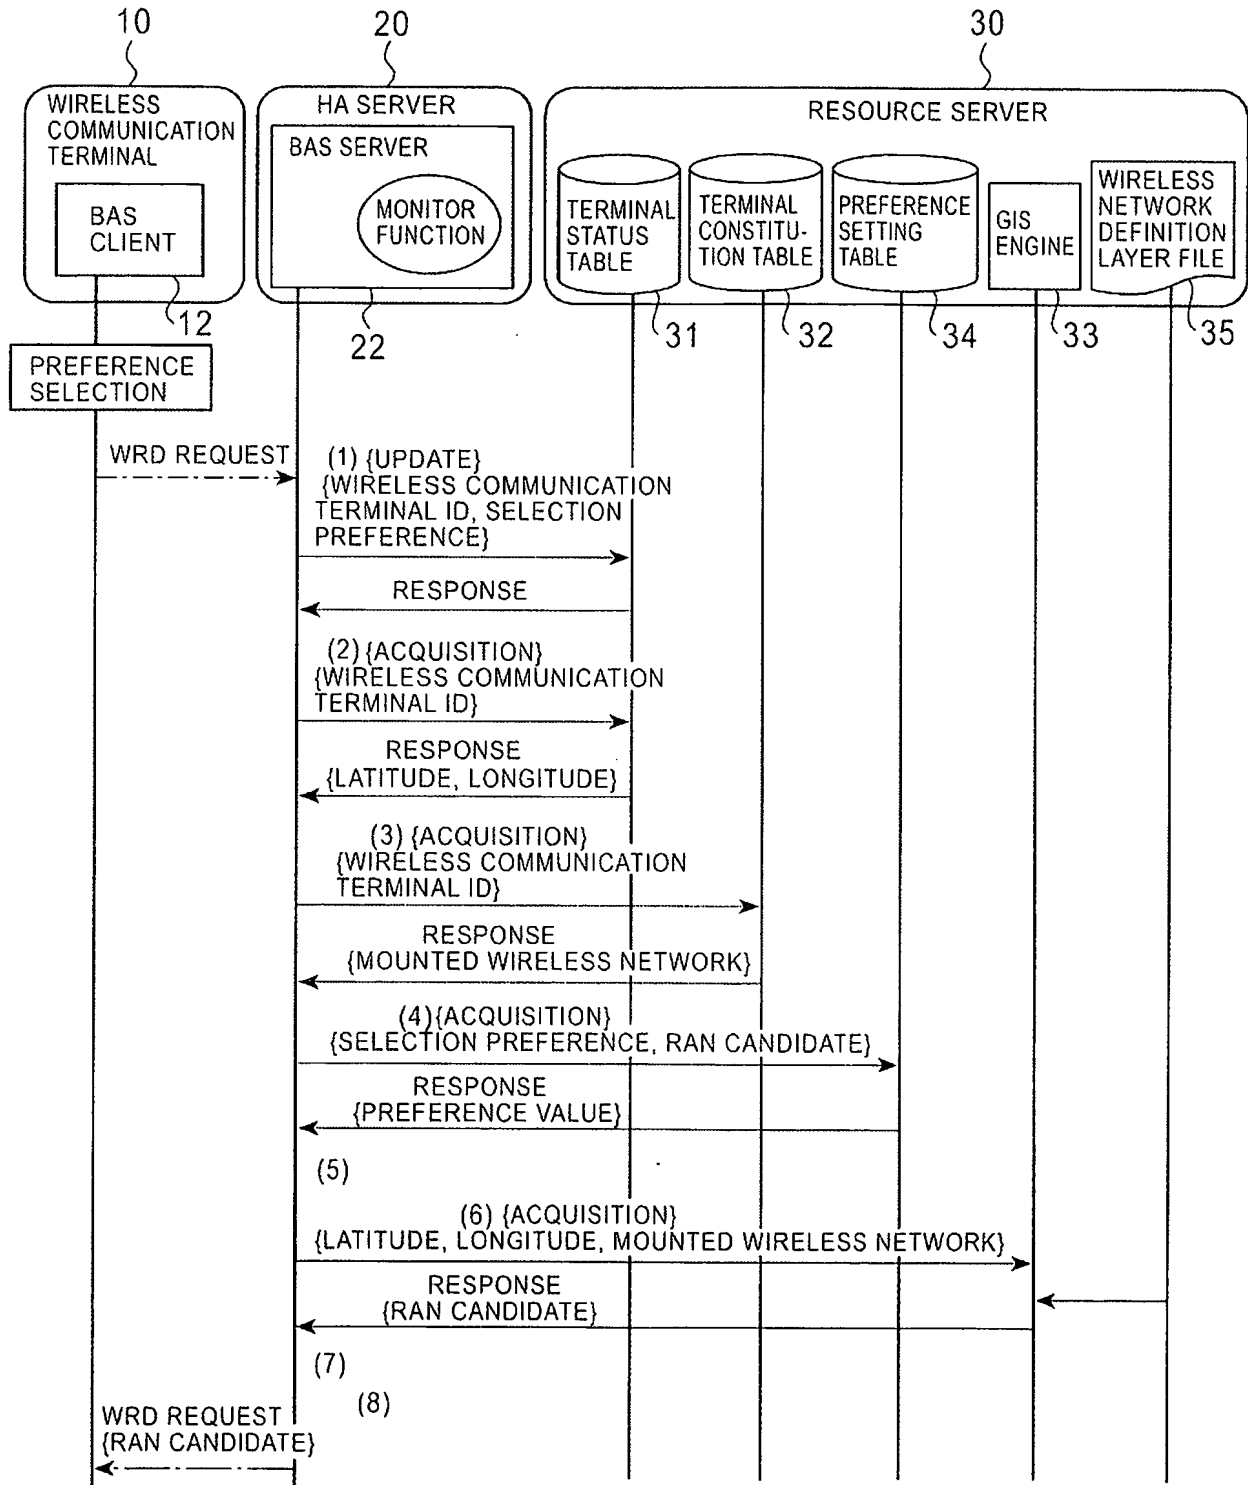 10
20
30
WIRELESS
COMMUNICATION
TERMINAL
BAS
CLIENT
12
HA SERVER
BAS SERVER
MONITOR
FUNCTION
22
RESOURCE SERVER
TERMINAL
STATUS
TABLE
31
TERMINAL
CONSTITU-
TION TABLE
32
PREFERENCE
SETTING
TABLE
34
GIS
ENGINE
33
WIRELESS
NETWORK
DEFINITION
LAYER FILE
35
PREFERENCE
SELECTION
WRD REQUEST
(1) {UPDATE}
{WIRELESS COMMUNICATION
TERMINAL ID, SELECTION
PREFERENCE}
RESPONSE
(2) {ACQUISITION}
{WIRELESS COMMUNICATION
TERMINAL ID}
RESPONSE
{LATITUDE, LONGITUDE}
(3) {ACQUISITION}
{WIRELESS COMMUNICATION
TERMINAL ID}
RESPONSE
{MOUNTED WIRELESS NETWORK}
(4) {ACQUISITION}
{SELECTION PREFERENCE, RAN CANDIDATE}
RESPONSE
{PREFERENCE VALUE}
(5)
(6) {ACQUISITION}
{LATITUDE, LONGITUDE, MOUNTED WIRELESS NETWORK}
RESPONSE
{RAN CANDIDATE}
(7)
(8)
WRD REQUEST
{RAN CANDIDATE}